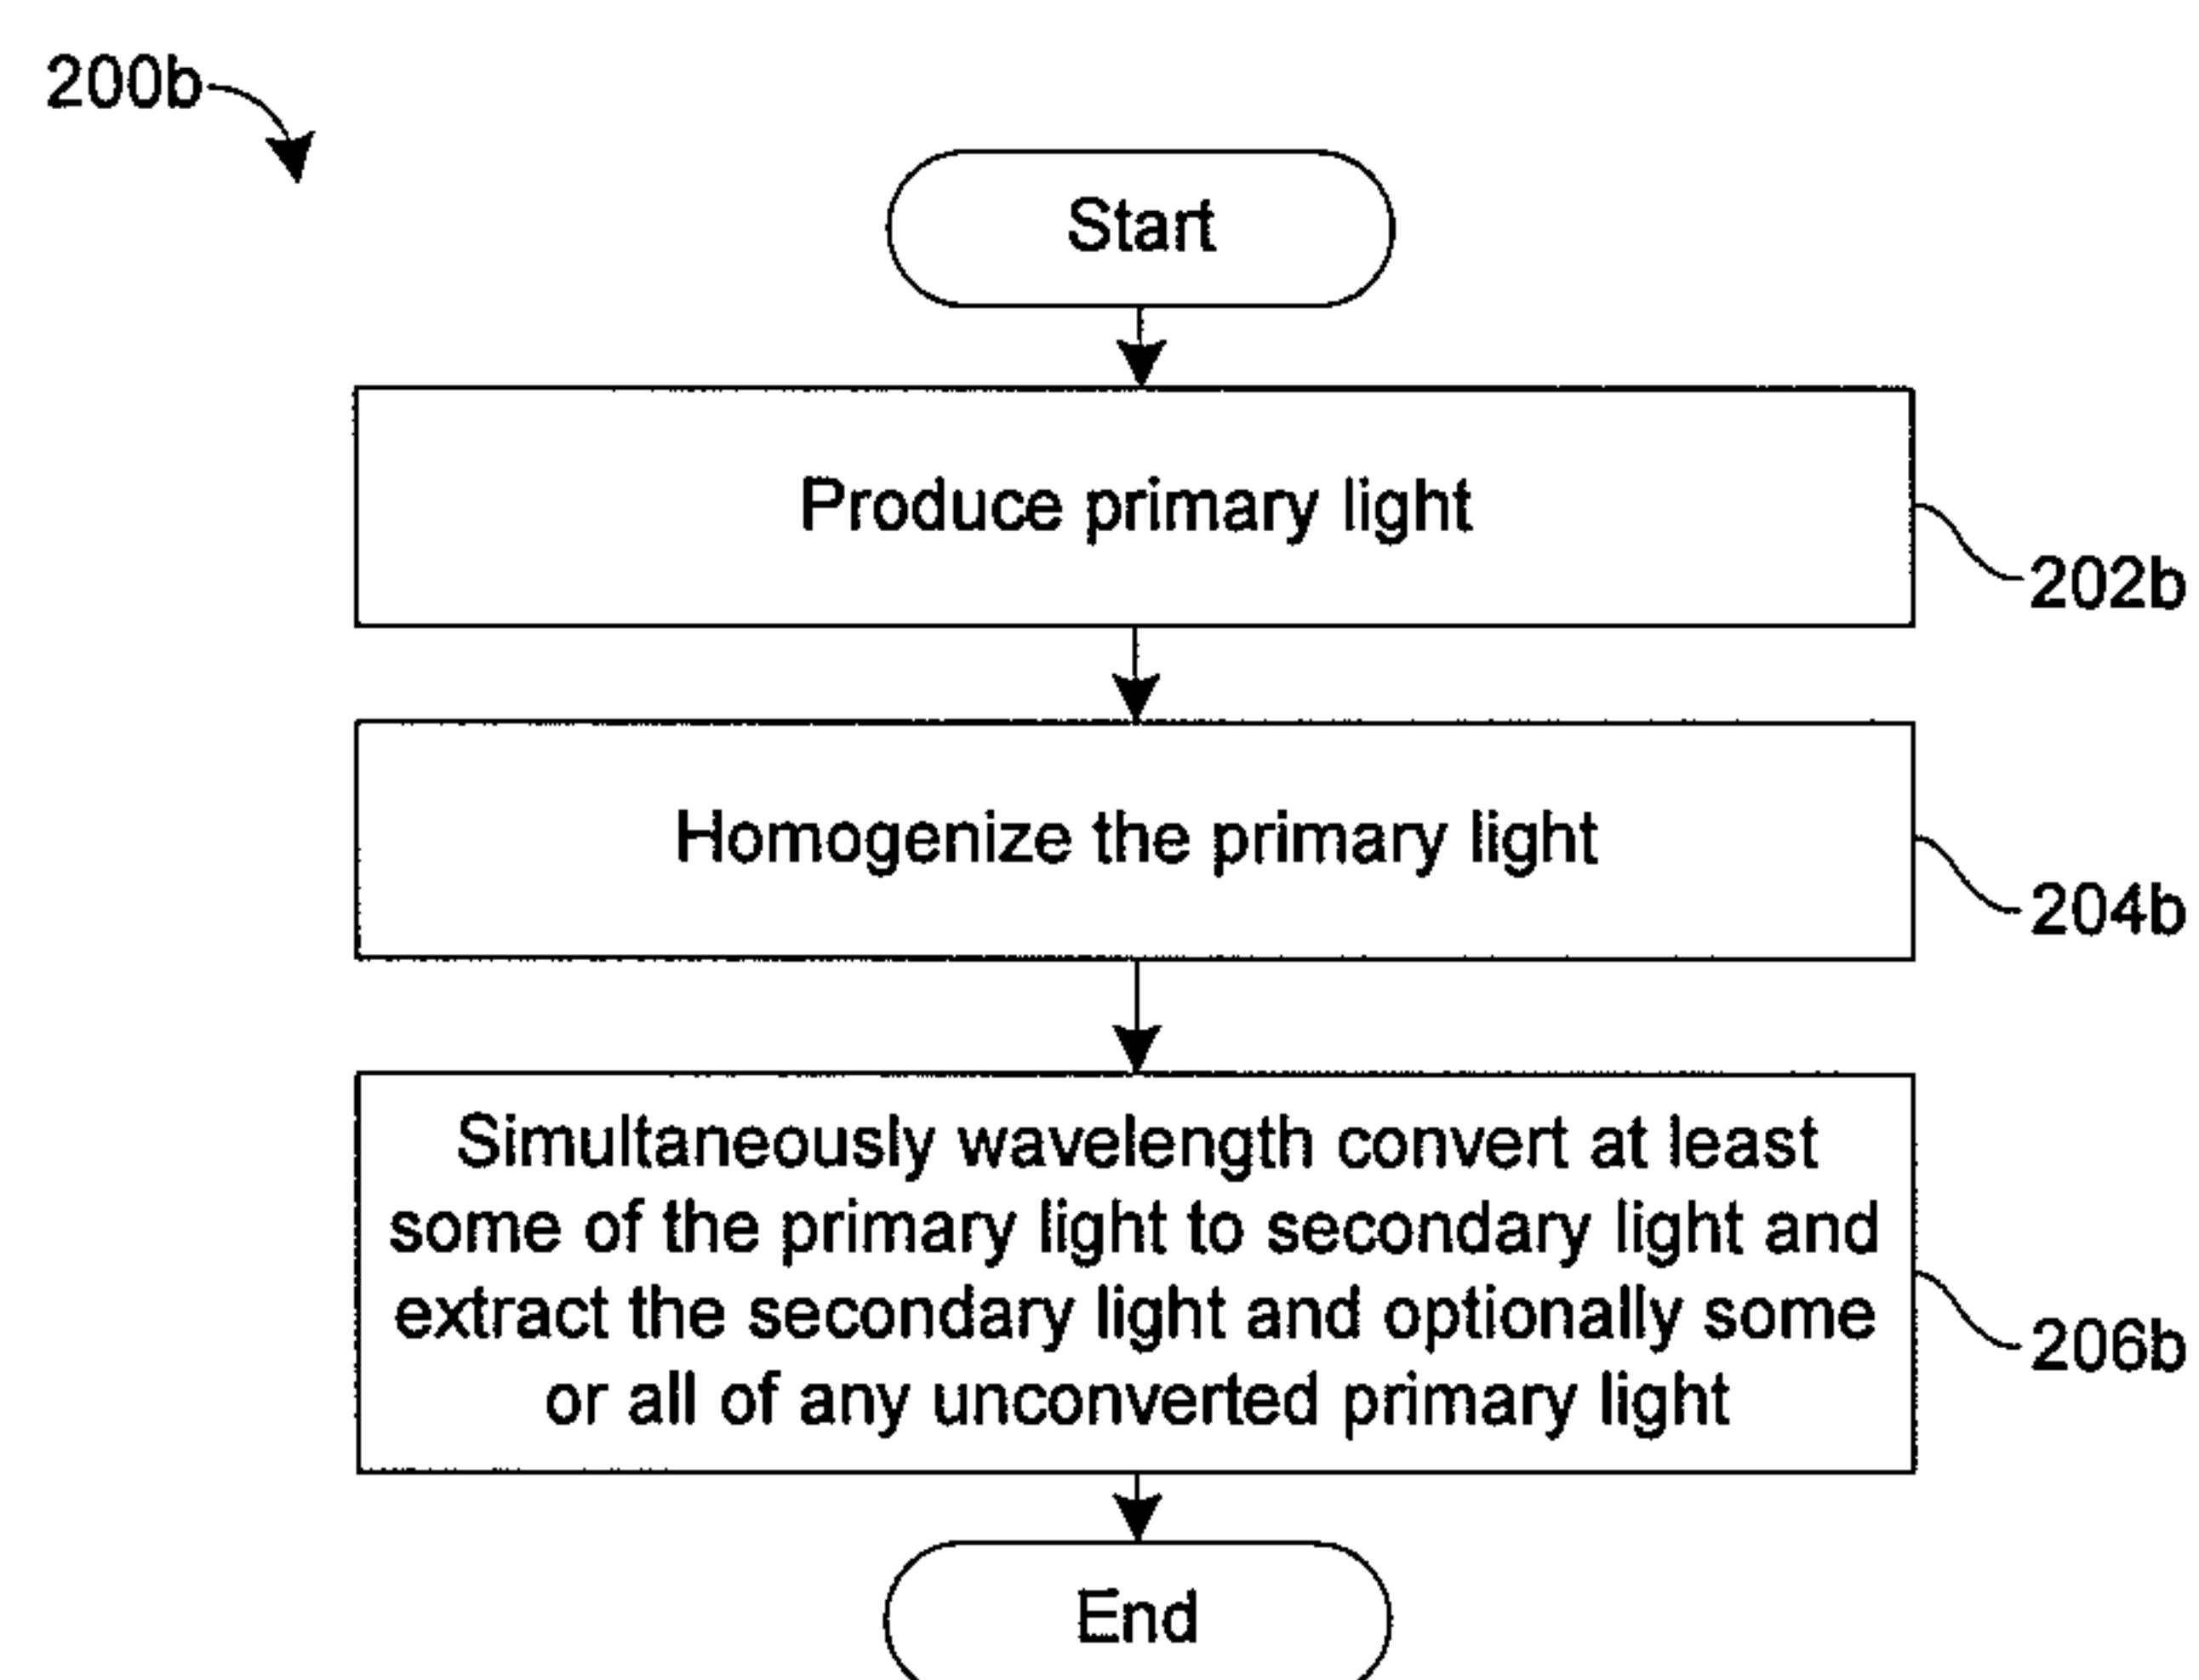 200b
Start
Produce primary light
202b
Homogenize the primary light
204b
Simultaneously wavelength convert at least
some of the primary light to secondary light and
extract the secondary light and optionally some
or all of any unconverted primary light
206b
End